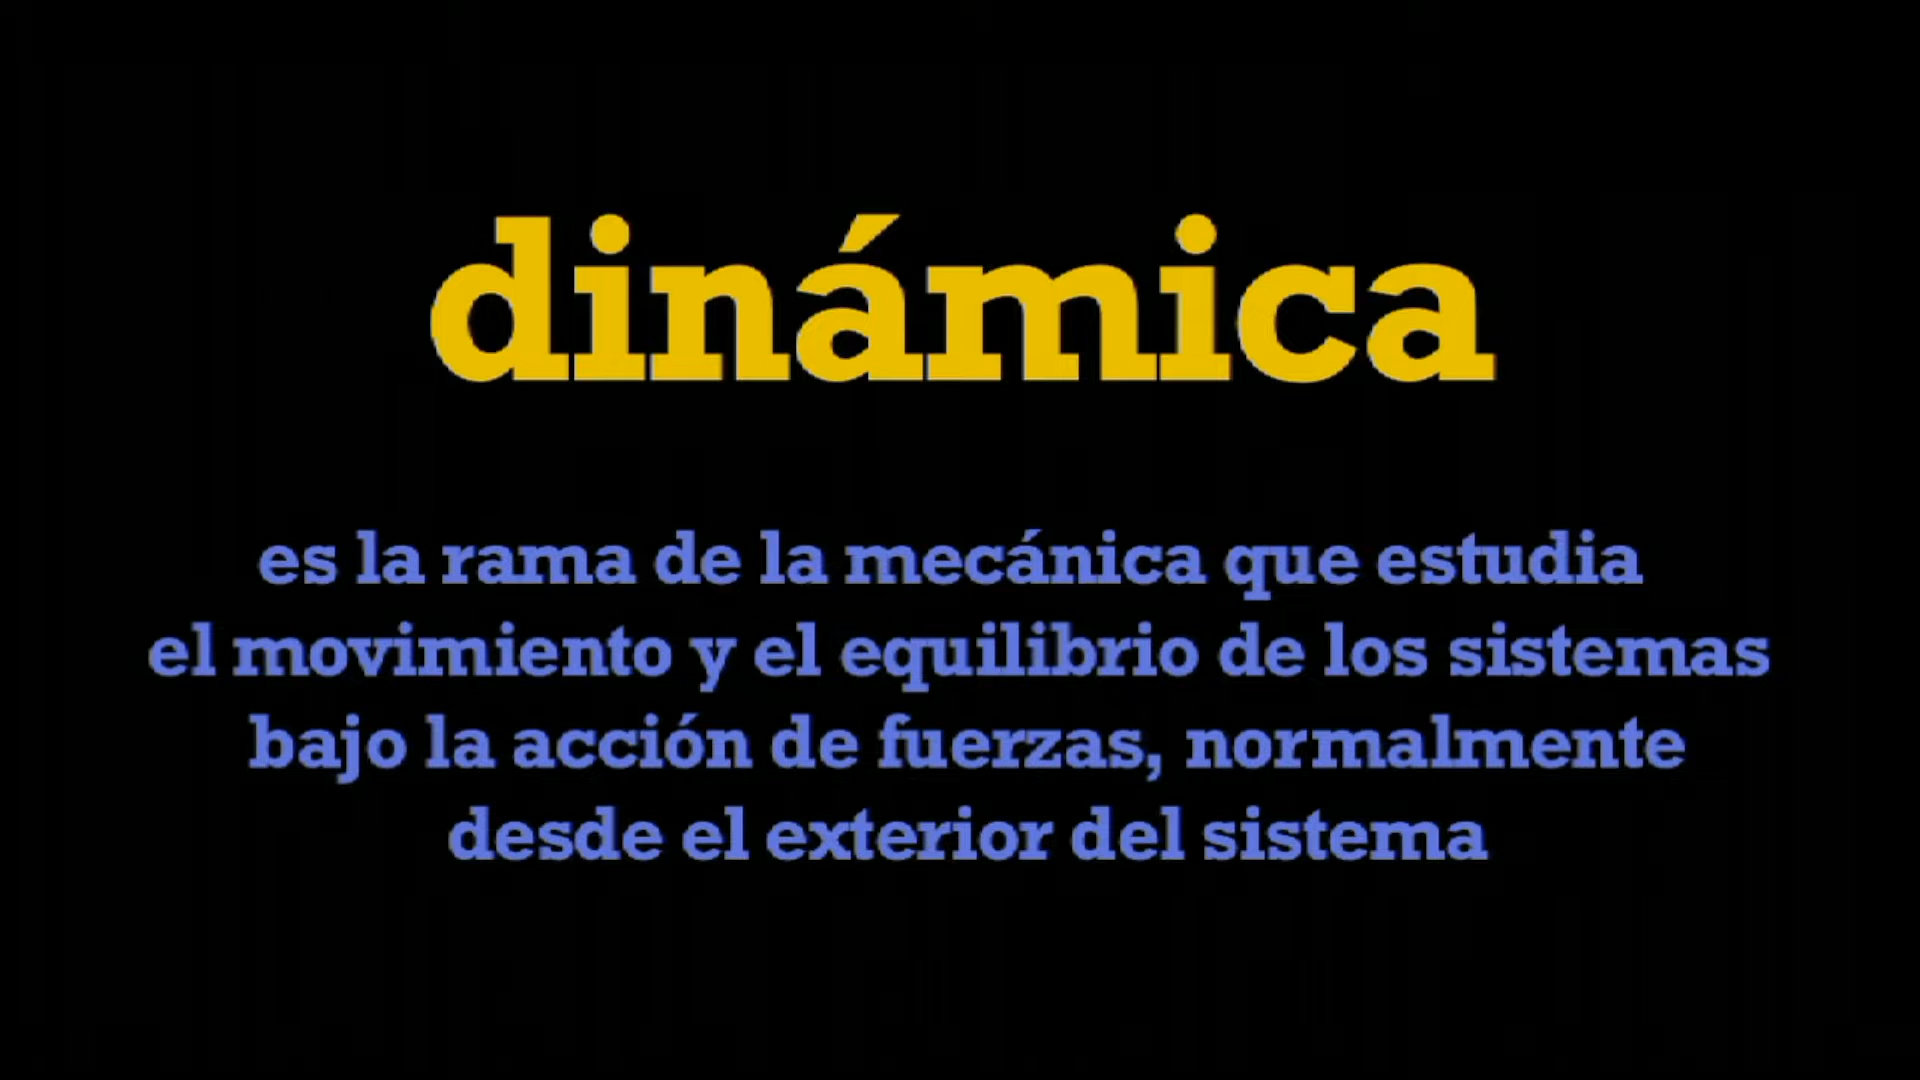 dinámica
es la rama de la mecánica que estudia
el movimiento y el equilibrio de los sistemas
bajo la acción de fuerzas, normalmente
desde el exterior del sistema